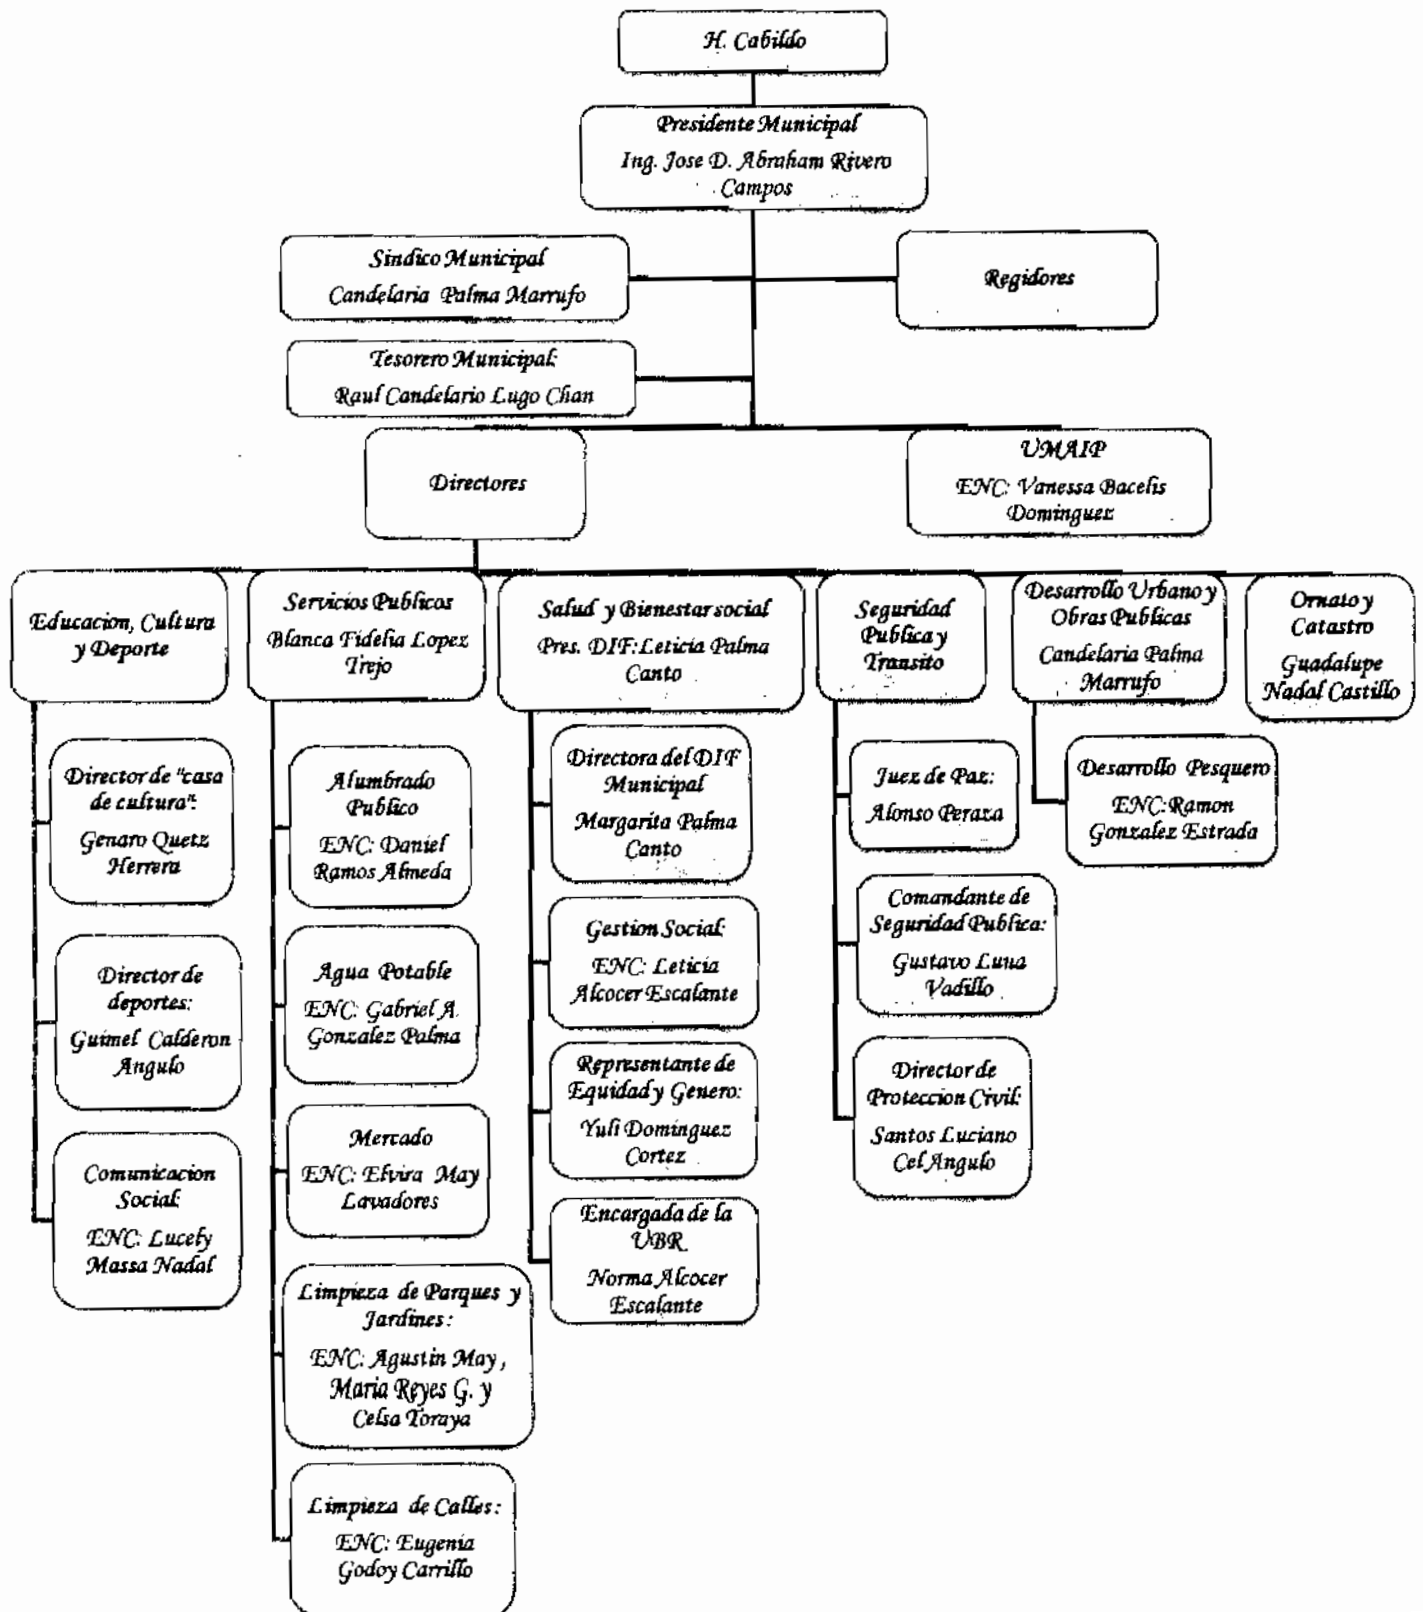 H. Cabildo
Presidente Municipal
Ing. Jose D. Abraham Rivero
Campos
Sindico Municipal
Candelaria Palma Marrufo
Regidores
Tesorero Municipal:
Raul Candelario Lugo Chan
Directores
UMAIP
ENC: Vanessa Bacelis
Dominguez
Educacion, Cultura
y Deporte
Servicios Publicos
Blanca Fidelia Lopez
Trejo
Salud y Bienestar social
Pres. DIF:Leticia Palma
Canto
Seguridad
Publica y
Transito
Desarrollo Urbano y
Obras Publicas
Candelaria Palma
Marrufo
Ornato y
Catastro
Guadalupe
Nadal Castillo
Director de "casa
de cultura":
Genaro Quetz
Herrera
Director de
deportes:
Guimel Calderon
Angulo
Comunicacion
Social:
ENC: Lucely
Massa Nadal
Alumbrado
Publico
ENC: Daniel
Ramos Almeda
Agua Potable
ENC: Gabriel A.
Gonzalez Palma
Mercado
ENC: Elvira May
Lavadores
Limpieza de Parques y
Jardines:
ENC: Agustin May,
Maria Reyes G. y
Celsa Toraya
Limpieza de Calles:
ENC: Eugenia
Godoy Carrillo
Directora del DIF
Municipal
Margarita Palma
Canto
Gestion Social:
ENC: Leticia
Alcocer Escalante
Representante de
Equidad y Genero:
Yuli Dominguez
Cortez
Encargada de la
UBR
Norma Alcocer
Escalante
Juez de Paz:
Alonso Peraza
Comandante de
Seguridad Publica:
Gustavo Luna
Vadillo
Director de
Proteccion Civil:
Santos Luciano
Cel Angulo
Desarrollo Pesquero
ENC:Ramon
Gonzalez Estrada